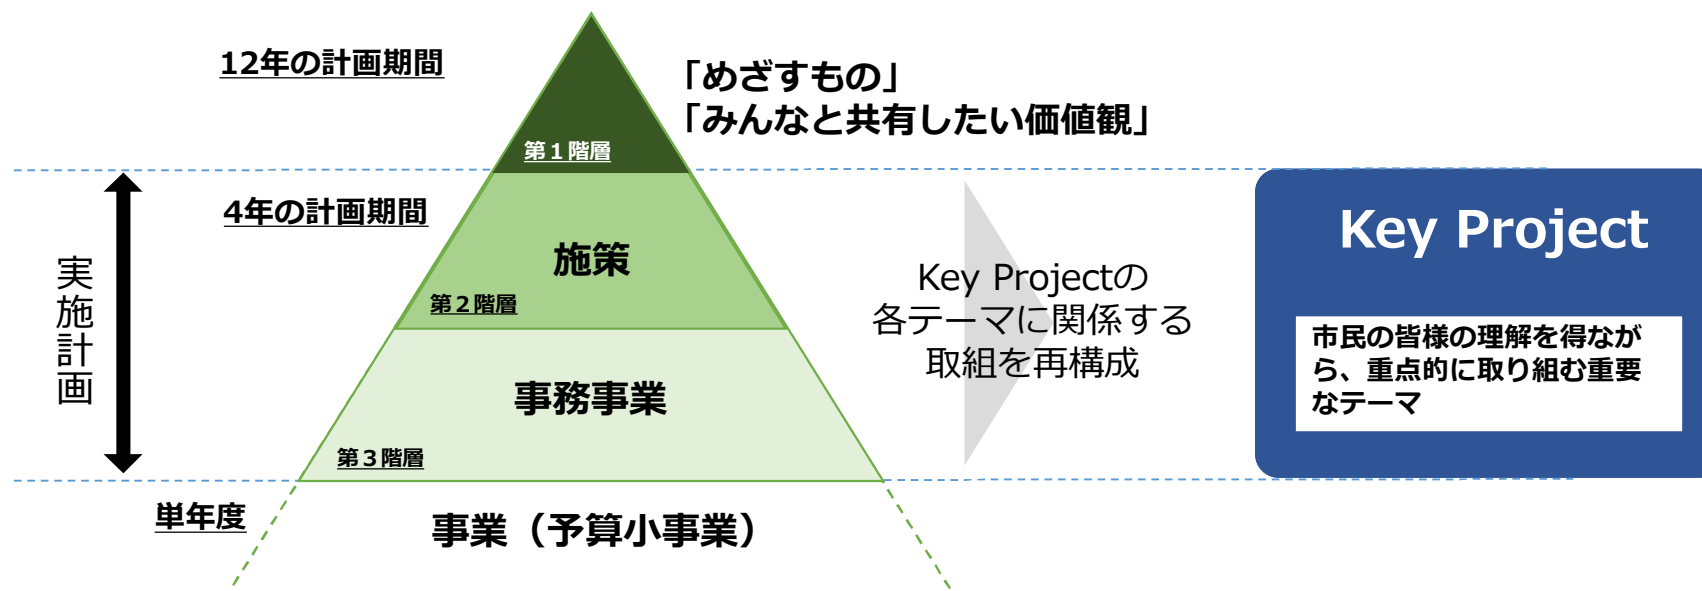 12年の計画期間
「めざすもの」
「みんなと共有したい価値観」
第１階層
4年の計画期間
施策
第２階層
実施計画
事務事業
第３階層
単年度
事業（予算小事業）
Key Projectの
各テーマに関係する
取組を再構成
Key Project
市民の皆様の理解を得なが
ら、重点的に取り組む重要
なテーマ